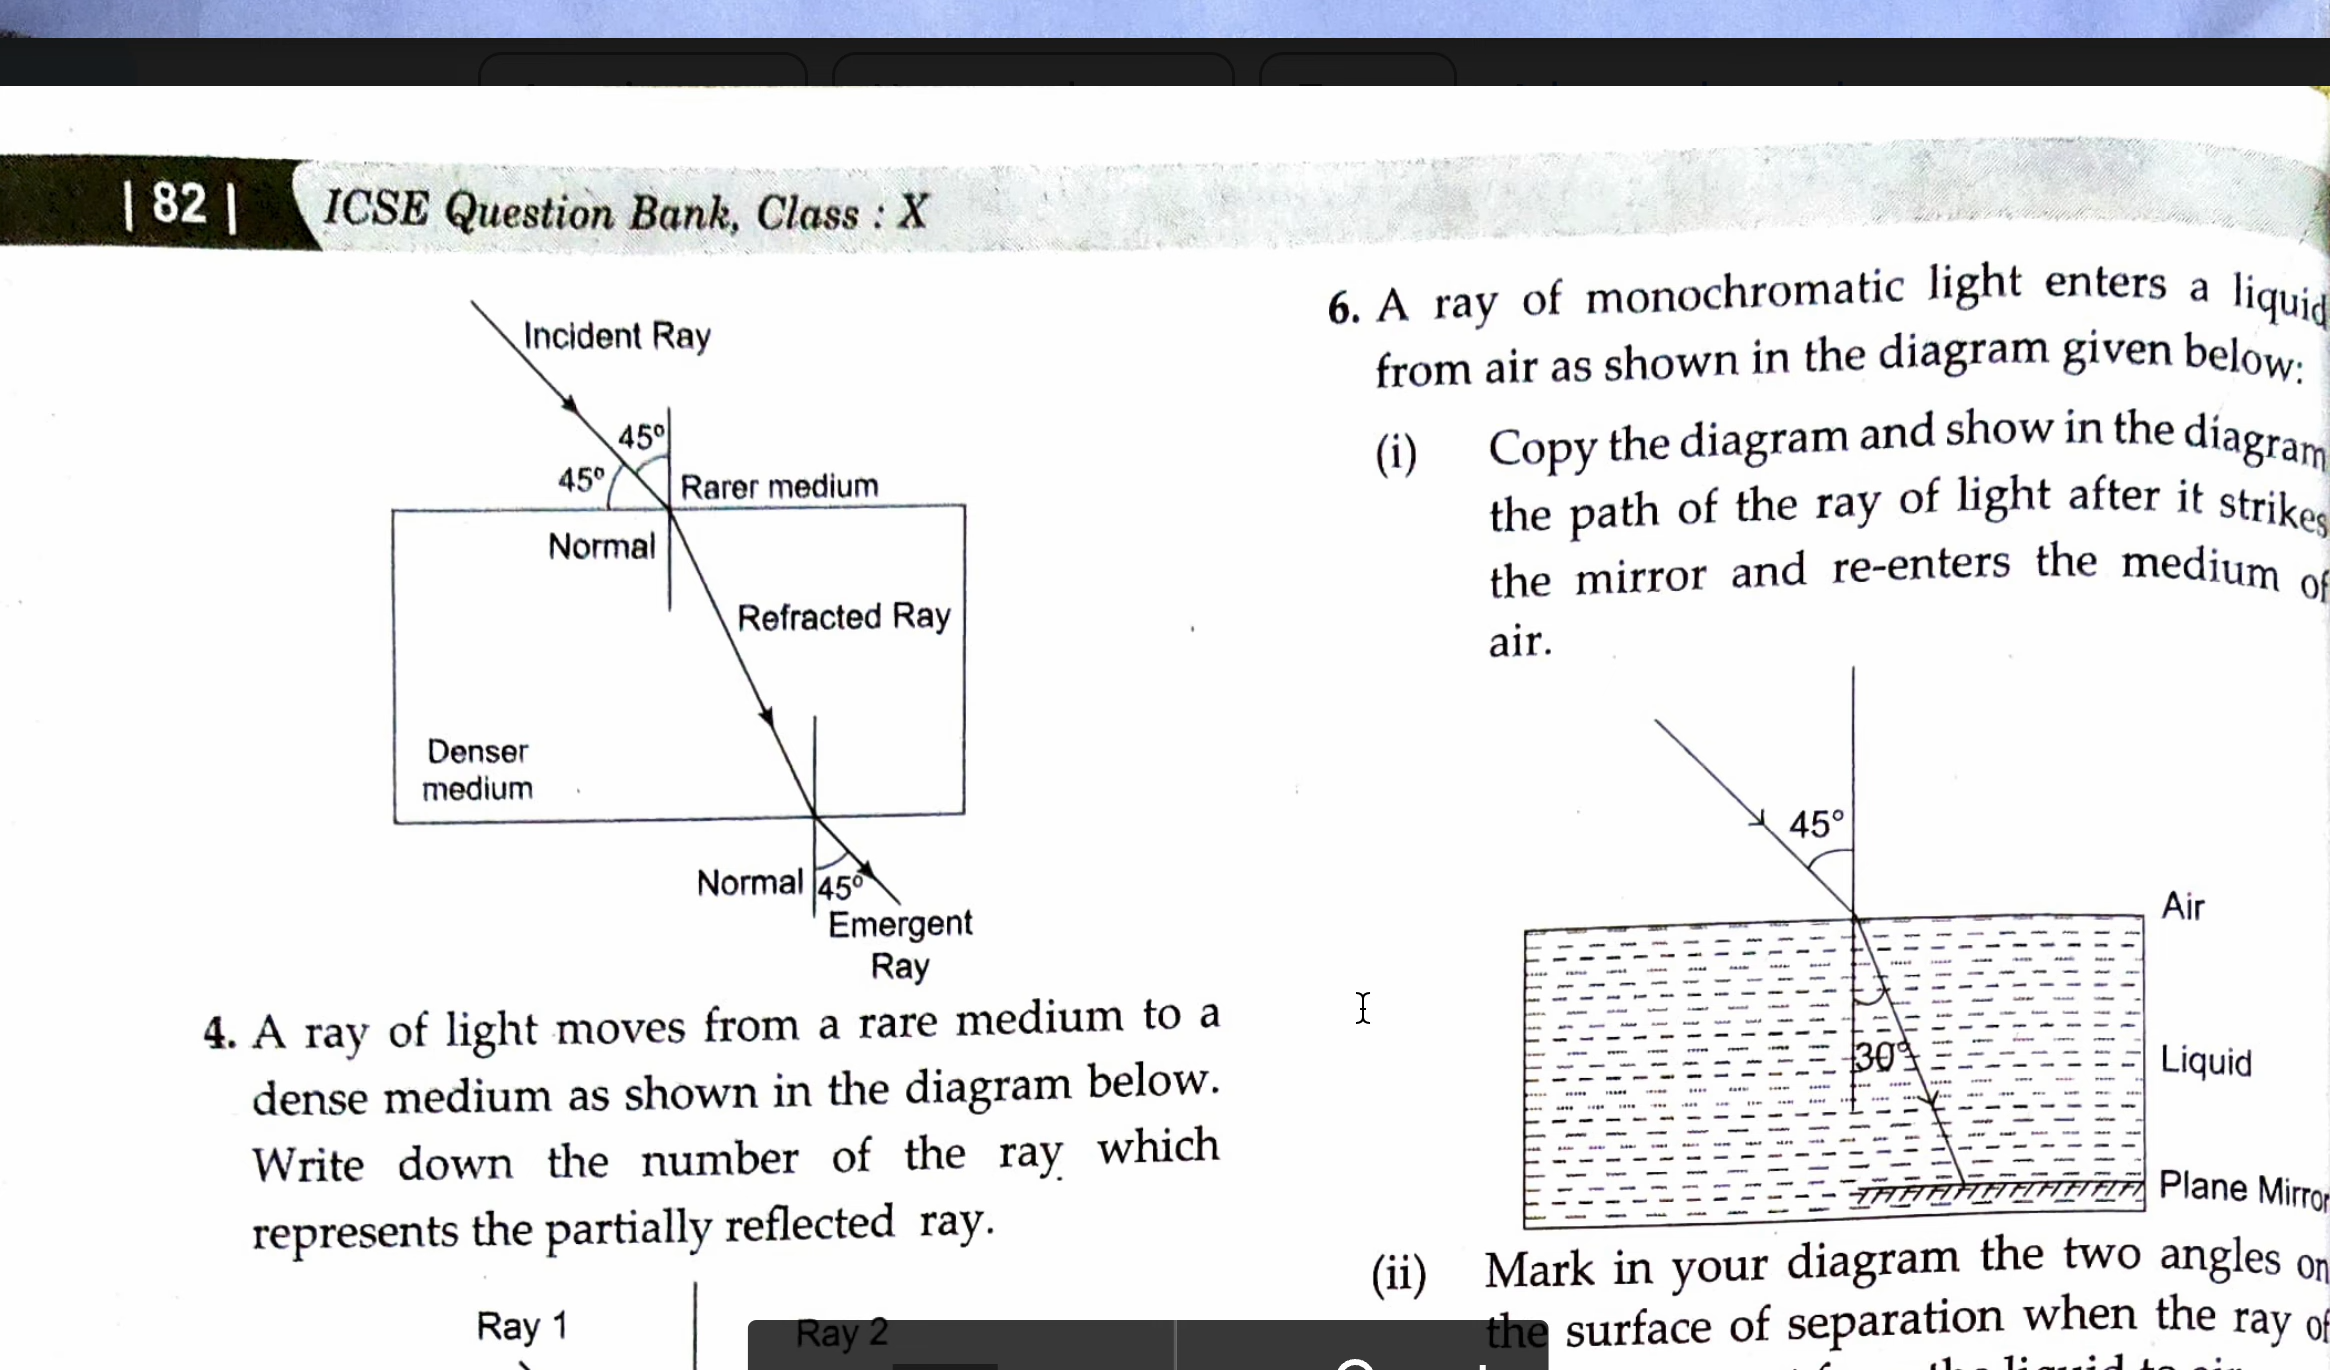 | 82 |
ICSE Question Bank, Class : X
Incident Ray
45°
45°
Rarer medium
Normal
Refracted Ray
Denser
medium
Normal
45°
Emergent
Ray
4. A ray of light moves from a rare medium to a
dense medium as shown in the diagram below.
Write down the number of the ray which
represents the partially reflected ray.
Ray 1
Ray 2
6. A ray of monochromatic light enters a liquid
from air as shown in the diagram given below:
(i) Copy the diagram and show in the diagram
the path of the ray of light after it strikes
the mirror and re-enters the medium of
air.
45°
Air
30°
Liquid
Plane Mirror
(ii) Mark in your diagram the two angles on
the surface of separation when the ray of